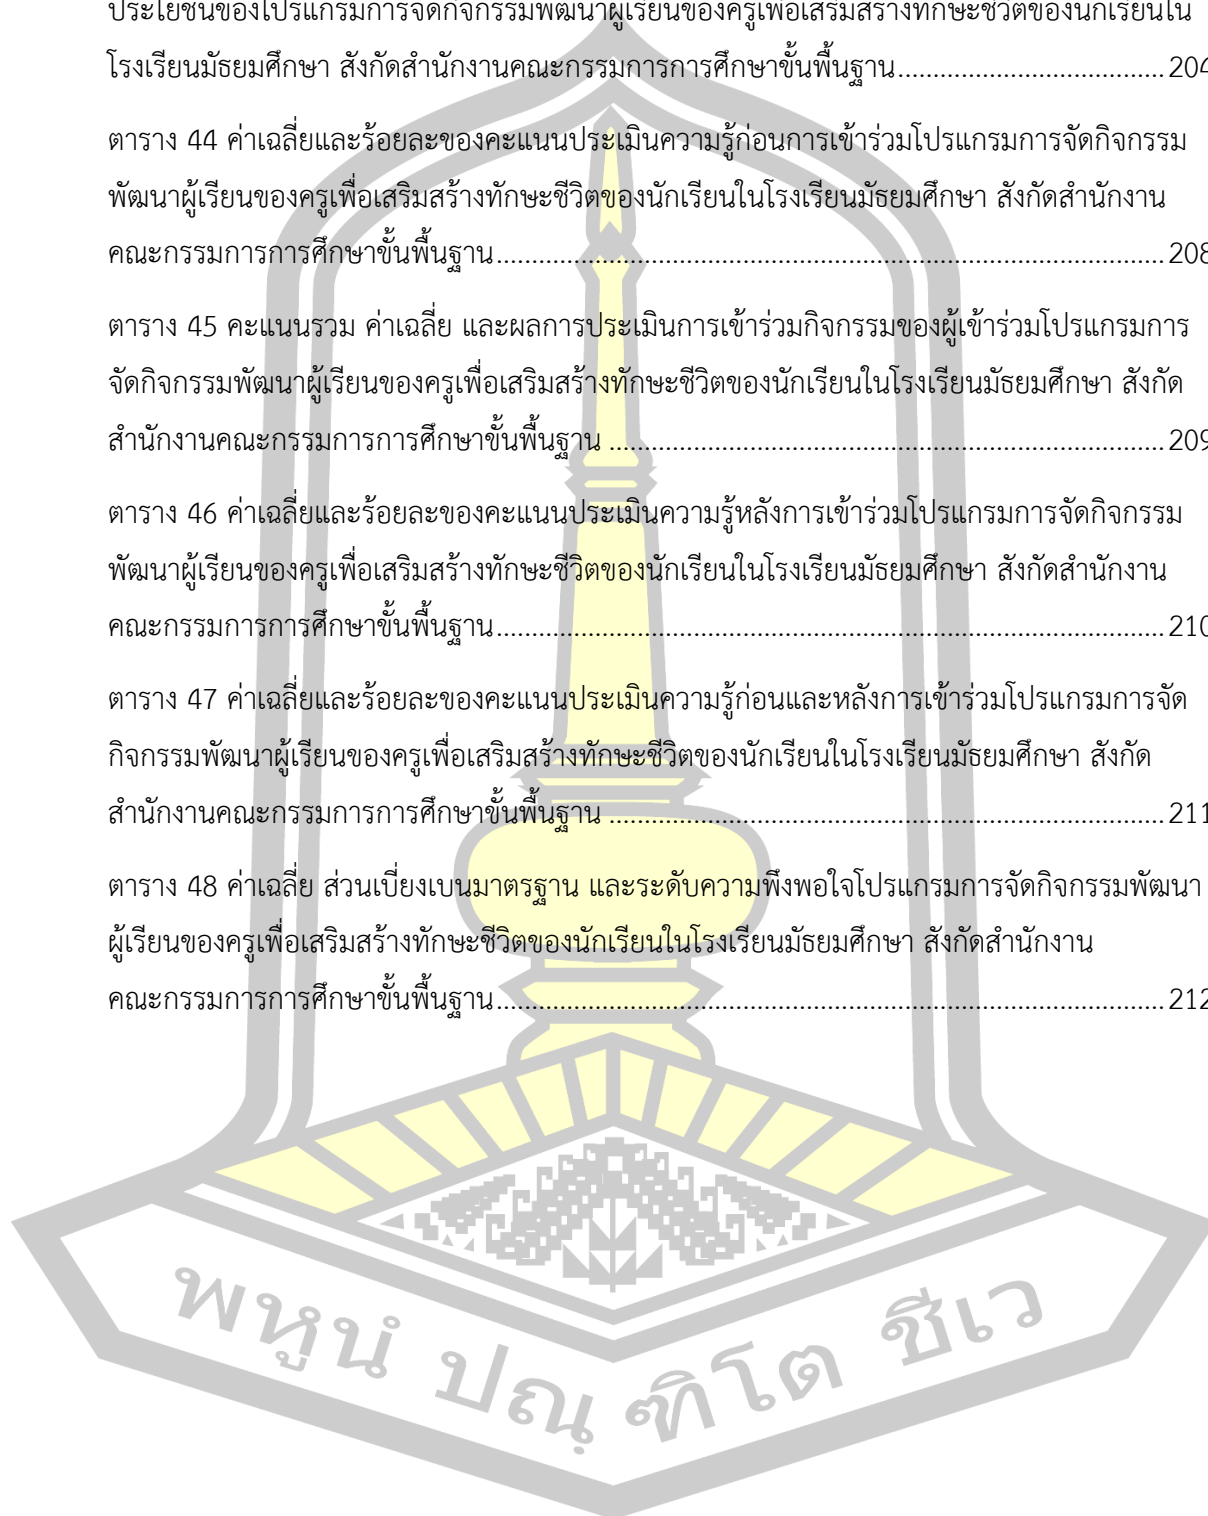 ประโยชน์ของโปรแกรมการจัดกิจกรรมพัฒนาผู้เรียนของครูเพื่อเสริมสร้างทักษะชีวิตของนักเรียนใน
โรงเรียนมัธยมศึกษา สังกัดสำนักงานคณะกรรมการการศึกษาขั้นพื้นฐาน......................................204
ตาราง 44 ค่าเฉลี่ยและร้อยละของคะแนนประเมินความรู้ก่อนการเข้าร่วมโปรแกรมการจัดกิจกรรม
พัฒนาผู้เรียนของครูเพื่อเสริมสร้างทักษะชีวิตของนักเรียนในโรงเรียนมัธยมศึกษา สังกัดสำนักงาน
คณะกรรมการการศึกษาขั้นพื้นฐาน...............................................................................................208
ตาราง 45 คะแนนรวม ค่าเฉลี่ย และผลการประเมินการเข้าร่วมกิจกรรมของผู้เข้าร่วมโปรแกรมการ
จัดกิจกรรมพัฒนาผู้เรียนของครูเพื่อเสริมสร้างทักษะชีวิตของนักเรียนในโรงเรียนมัธยมศึกษา สังกัด
สำนักงานคณะกรรมการการศึกษาขั้นพื้นฐาน ...............................................................................209
ตาราง 46 ค่าเฉลี่ยและร้อยละของคะแนนประเมินความรู้หลังการเข้าร่วมโปรแกรมการจัดกิจกรรม
พัฒนาผู้เรียนของครูเพื่อเสริมสร้างทักษะชีวิตของนักเรียนในโรงเรียนมัธยมศึกษา สังกัดสำนักงาน
คณะกรรมการการศึกษาขั้นพื้นฐาน...............................................................................................210
ตาราง 47 ค่าเฉลี่ยและร้อยละของคะแนนประเมินความรู้ก่อนและหลังการเข้าร่วมโปรแกรมการจัด
กิจกรรมพัฒนาผู้เรียนของครูเพื่อเสริมสร้างทักษะชีวิตของนักเรียนในโรงเรียนมัธยมศึกษา สังกัด
สำนักงานคณะกรรมการการศึกษาขั้นพื้นฐาน ...............................................................................211
ตาราง 48 ค่าเฉลี่ย ส่วนเบี่ยงเบนมาตรฐาน และระดับความพึงพอใจโปรแกรมการจัดกิจกรรมพัฒนา
ผู้เรียนของครูเพื่อเสริมสร้างทักษะชีวิตของนักเรียนในโรงเรียนมัธยมศึกษา สังกัดสำนักงาน
คณะกรรมการการศึกษาขั้นพื้นฐาน...............................................................................................212
พหูนํ ปณฺฑิโต ชีเว